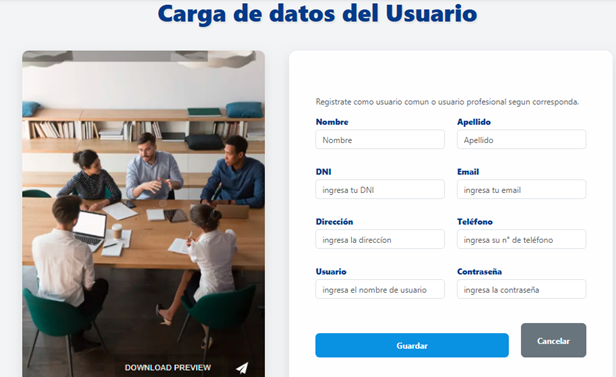 Carga de datos del Usuario
Registrate como usuario comun o usuario profesional segun corresponda.
Nombre Apellido
Nombre Apellido
DNI Email
ingresa tu DNI ingresa tu email
Dirección Teléfono
ingresa la direccíon ingresa su n° de teléfono
Usuario Contraseña
ingresa el nombre de usuario ingresa la contraseña
Guardar Cancelar
DOWNLOAD PREVIEW